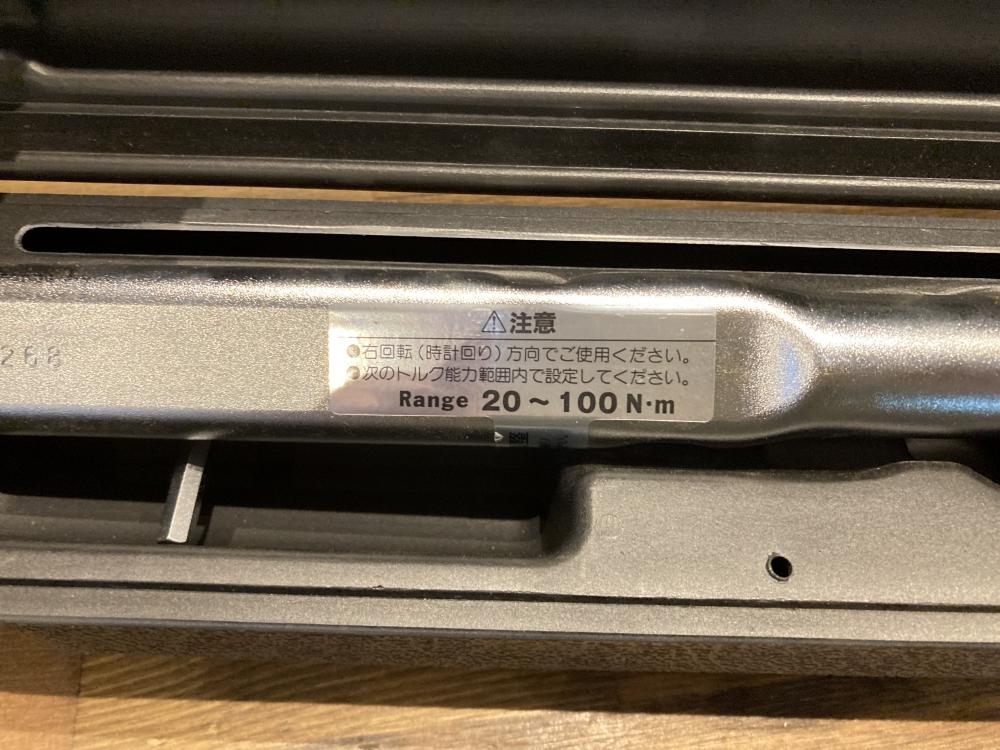 ⚠注意
●右回転（時計回り）方向でご使用ください。
●次のトルク能力範囲内で設定してください。
Range 20～100 N·m
268